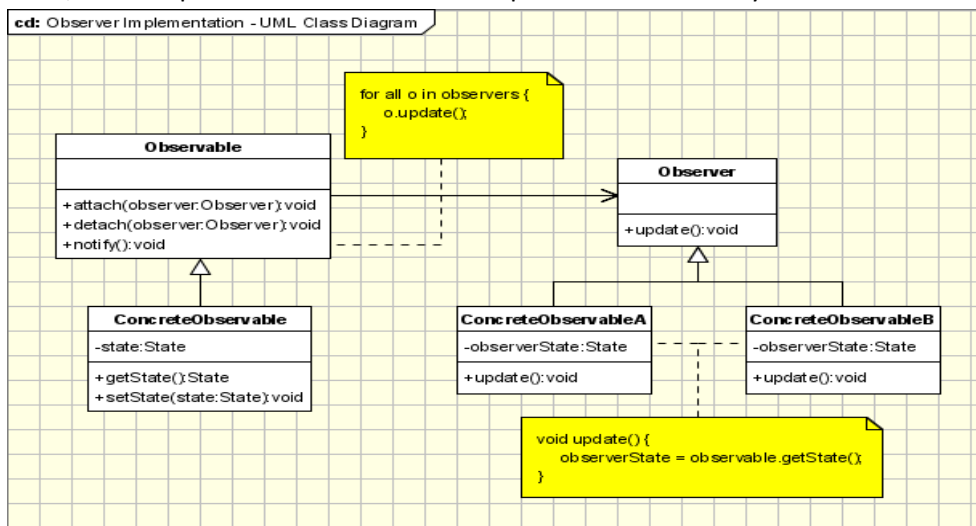 cd: Observer Implementation - UML Class Diagram
for all o in observers {
o.update();
}
Observable
+attach(observer:Observer):void
+detach(observer:Observer):void
+notify():void
Observer
+update():void
ConcreteObservable
-state:State
+getState():State
+setState(state:State):void
ConcreteObservableA
-observerState:State
+update():void
ConcreteObservableB
-observerState:State
+update():void
void update() {
observerState = observable.getState();
}